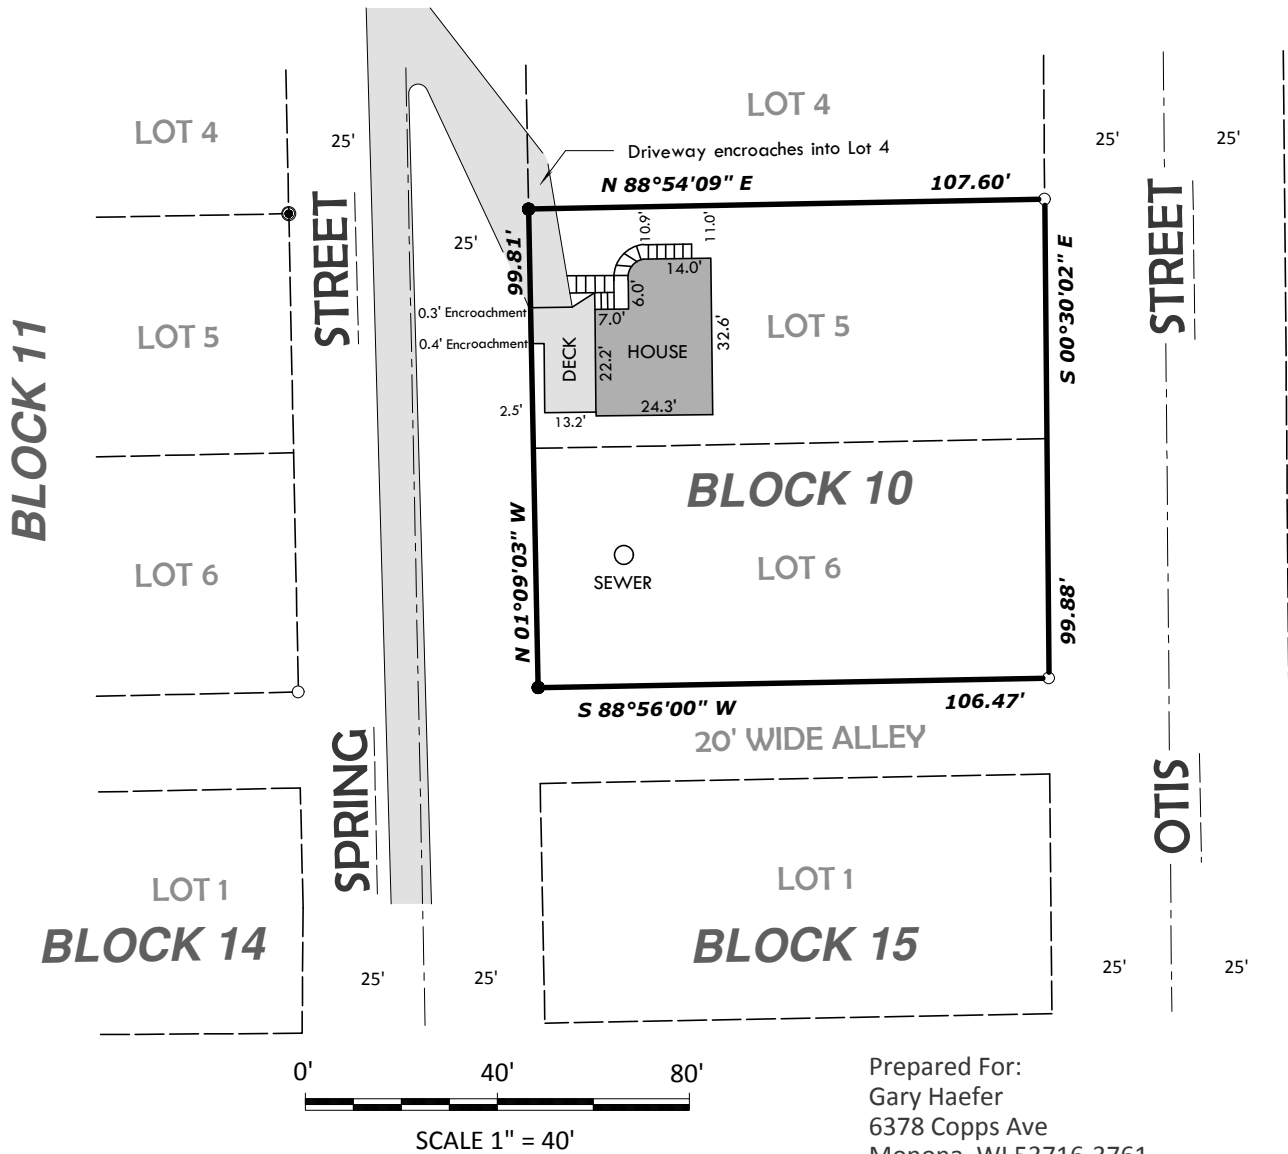 LOT 4
25'
LOT 4
25'
25'
Driveway encroaches into Lot 4
N 88°54'09" E
107.60'
STREET
25'
99.81'
10.9'
11.0'
14.0'
6.0'
STREET
S 00°30'02" E
0.3' Encroachment
7.0'
LOT 5
LOT 5
32.6'
BLOCK 11
0.4' Encroachment
DECK
22.2'
HOUSE
2.5'
13.2'
24.3'
BLOCK 10
N 01°09'03" W
LOT 6
SEWER
LOT 6
99.88'
S 88°56'00" W
106.47'
20' WIDE ALLEY
SPRING
OTIS
LOT 1
BLOCK 14
LOT 1
BLOCK 15
25'
25'
25'
25'
0'
40'
80'
SCALE 1" = 40'
Prepared For:
Gary Haefer
6378 Copps Ave
Monona, WI 53716-3761